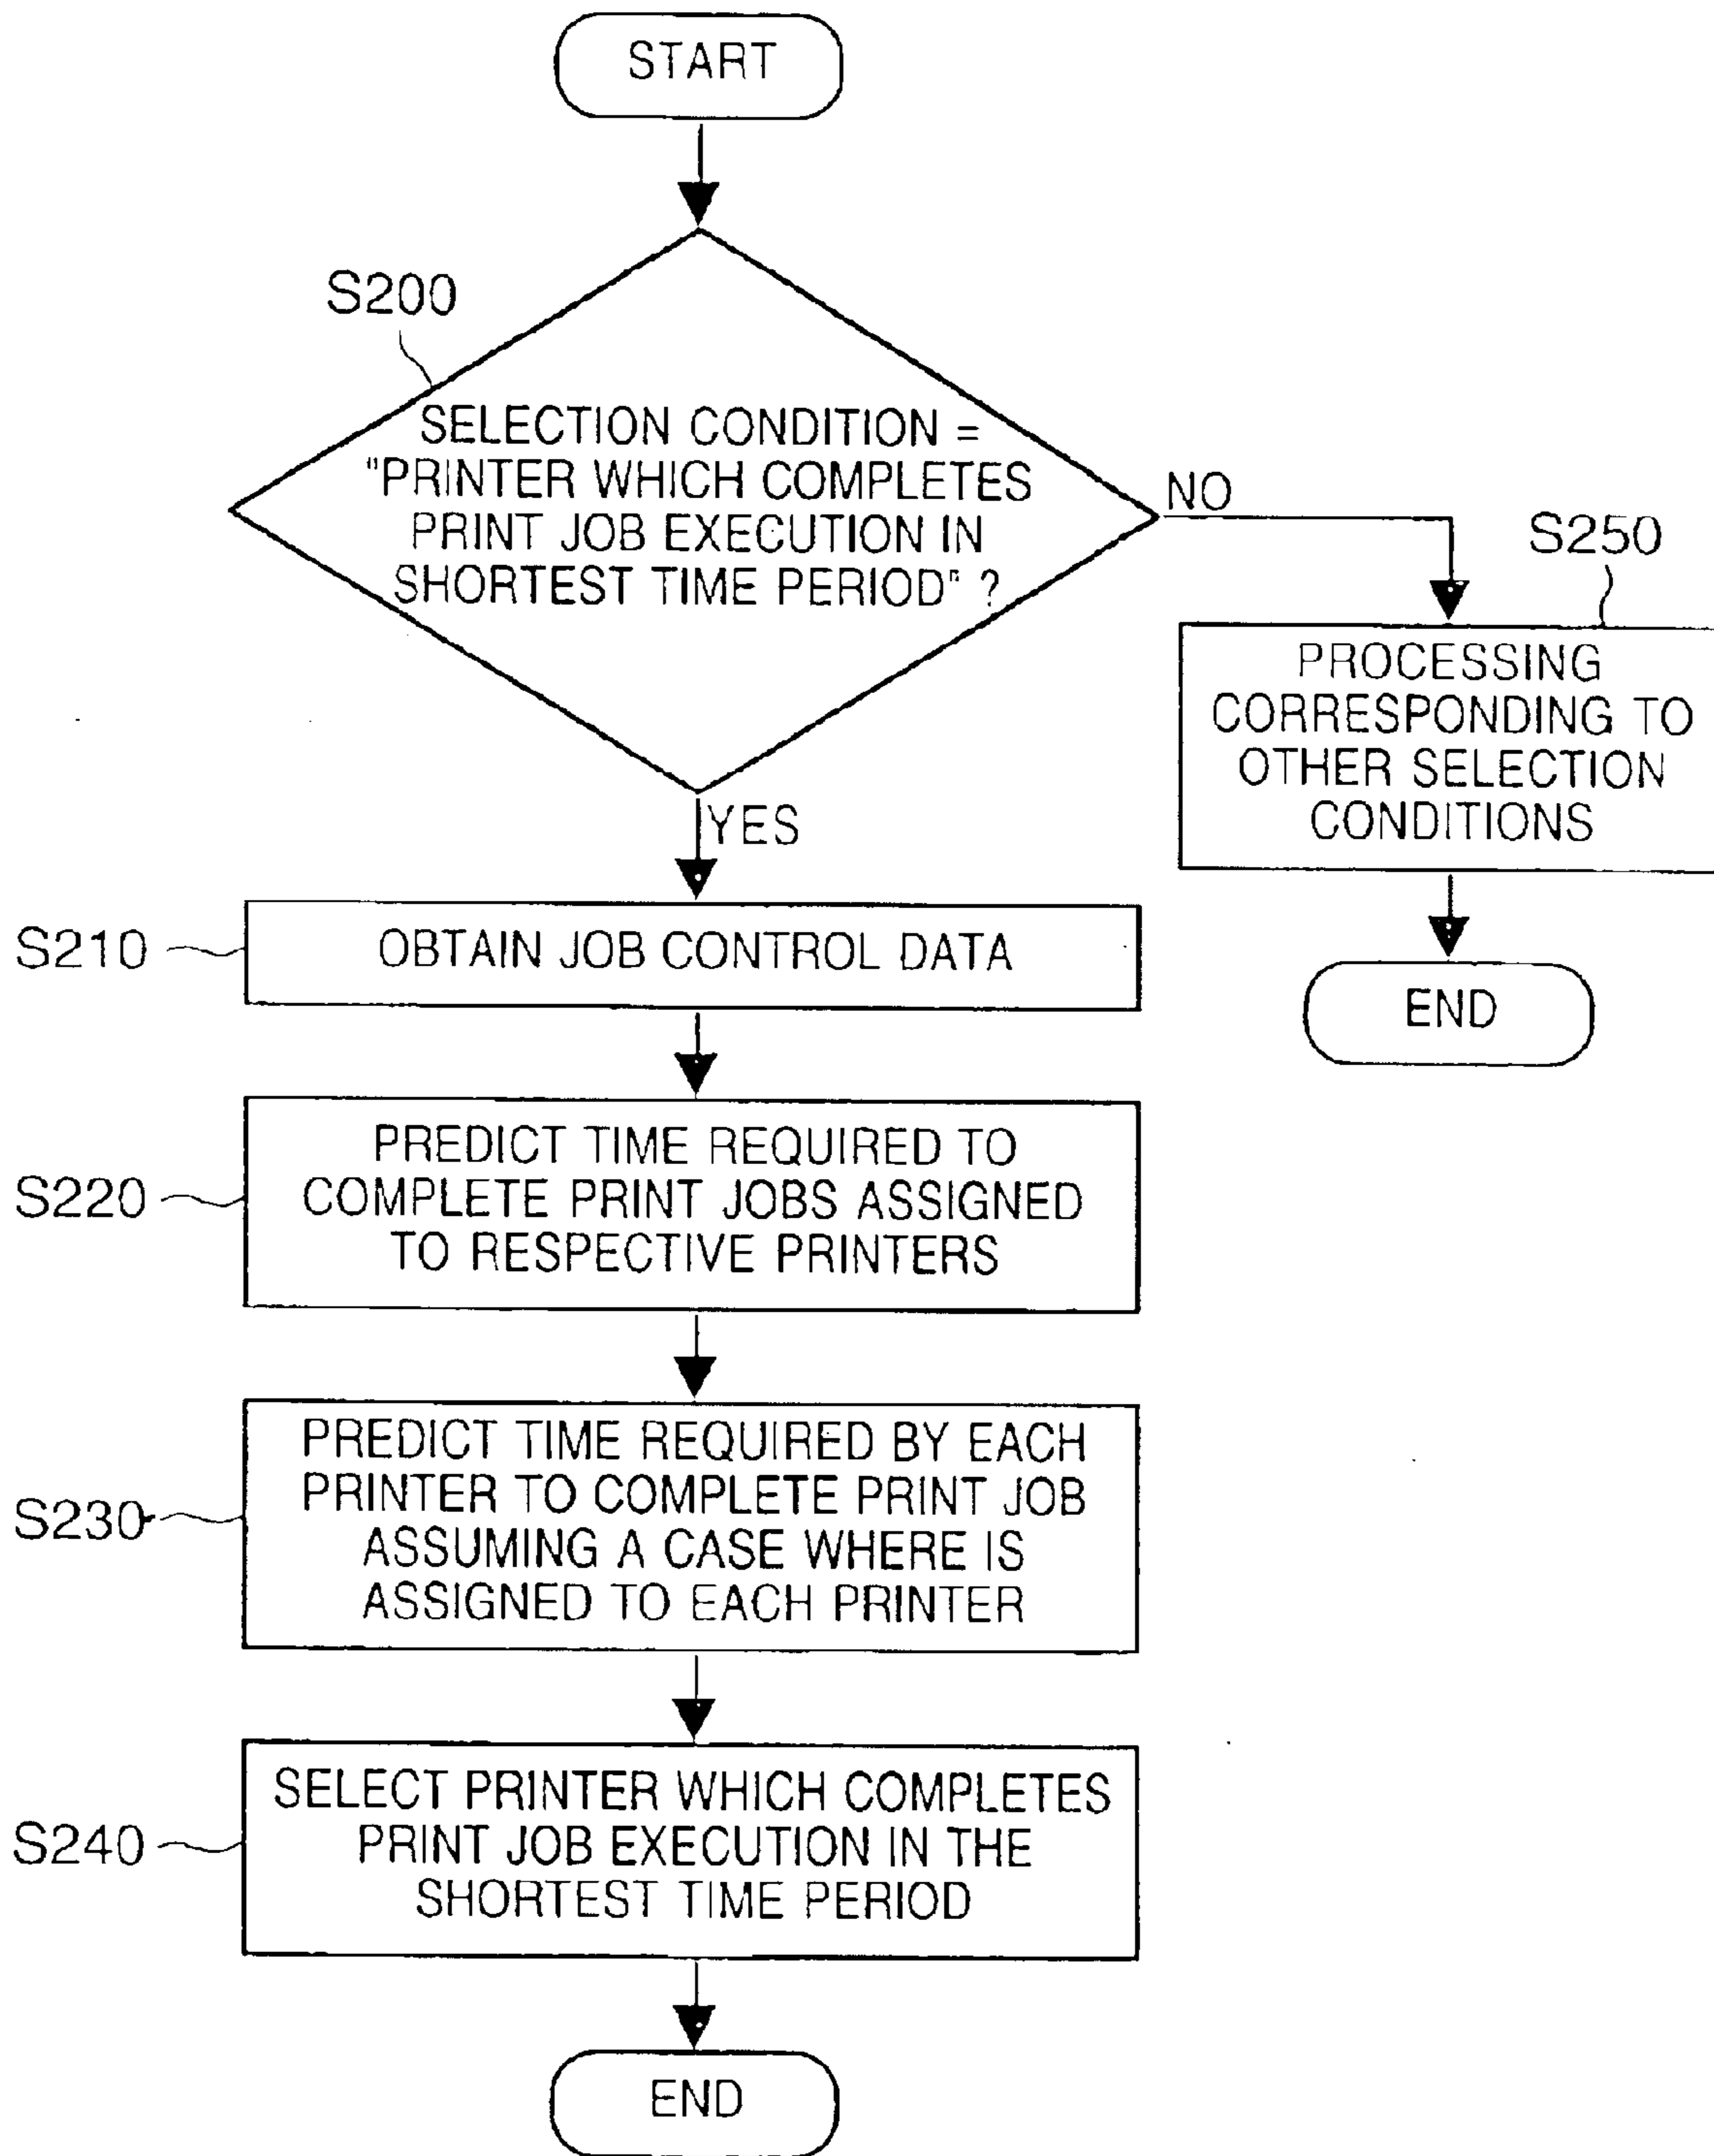 START
S200
SELECTION CONDITION =
"PRINTER WHICH COMPLETES
PRINT JOB EXECUTION IN
SHORTEST TIME PERIOD" ?
NO
S250
PROCESSING
CORRESPONDING TO
OTHER SELECTION
CONDITIONS
END
YES
S210
OBTAIN JOB CONTROL DATA
S220
PREDICT TIME REQUIRED TO
COMPLETE PRINT JOBS ASSIGNED
TO RESPECTIVE PRINTERS
S230
PREDICT TIME REQUIRED BY EACH
PRINTER TO COMPLETE PRINT JOB
ASSUMING A CASE WHERE IS
ASSIGNED TO EACH PRINTER
S240
SELECT PRINTER WHICH COMPLETES
PRINT JOB EXECUTION IN THE
SHORTEST TIME PERIOD
END